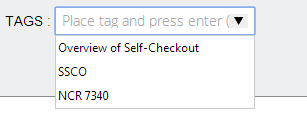 TAGS : Place tag and press enter (
Overview of Self-Checkout
SSCO
NCR 7340